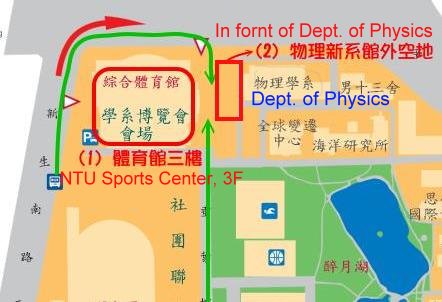 In fornt of Dept. of Physics
(2) 物理新系館外空地
綜合體育館
物理學系
男十三舍
Dept. of Physics
學系博覽會
會場
新
全球變遷
中心
海洋研究所
P
(1) 體育館三樓
生
NTU Sports Center, 3F
南
社
思
國際
團
路
醉月湖
聯